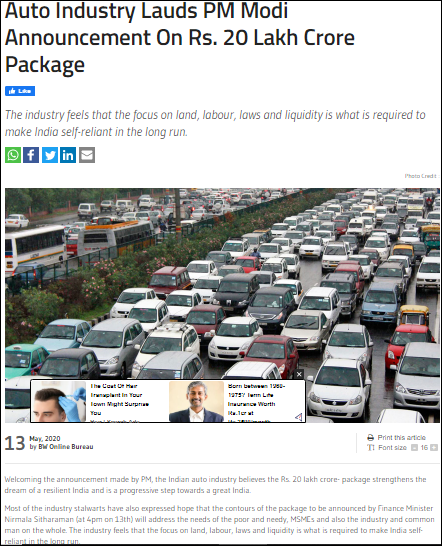 Auto Industry Lauds PM Modi
Announcement On Rs. 20 Lakh Crore
Package
Like
The industry feels that the focus on land, labour, laws and liquidity is what is required to
make India self-reliant in the long run.
Photo Credit
The Cost Of Hair
Transplant In Your
Town Might Surprise
You
Born between 1960-
1975? Term Life
Insurance Worth
Rs.1cr at
13
May, 2020
by BW Online Bureau
Print this article
Font size - 16 +
Welcoming the announcement made by PM, the Indian auto industry believes the Rs. 20 lakh crore- package strengthens the
dream of a resilient India and is a progressive step towards a great India.
Most of the industry stalwarts have also expressed hope that the contours of the package to be announced by Finance Minister
Nirmala Sitharaman (at 4pm on 13th) will address the needs of the poor and needy, MSMEs and also the industry and common
man on the whole. The industry feels that the focus on land, labour, laws and liquidity is what is required to make India self-
reliant in the long run.